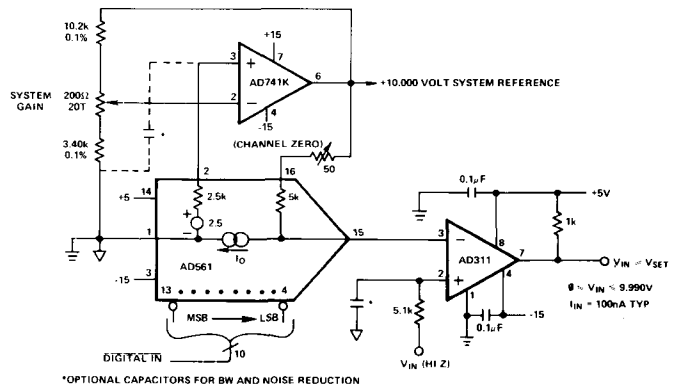 10.2k
0.1%
+15
3
7
+
AD741K
6
+10.000 VOLT SYSTEM REFERENCE
SYSTEM
GAIN
200Ω
20T
2
−
4
-15
*
(CHANNEL ZERO)
3.40k
0.1%
2
16
50
14
+5
2.5k
5k
0.1µF
+5V
+
2.5
−
1k
1
15
3
−
8
7
IO
AD561
AD311
VIN = VSET
-15
3
2
+
4
0 ≤ VIN ≤ 9.990V
IIN = 100nA TYP
13
4
*
1
-15
MSB
LSB
5.1k
0.1µF
10
DIGITAL IN
VIN (HI Z)
*OPTIONAL CAPACITORS FOR BW AND NOISE REDUCTION